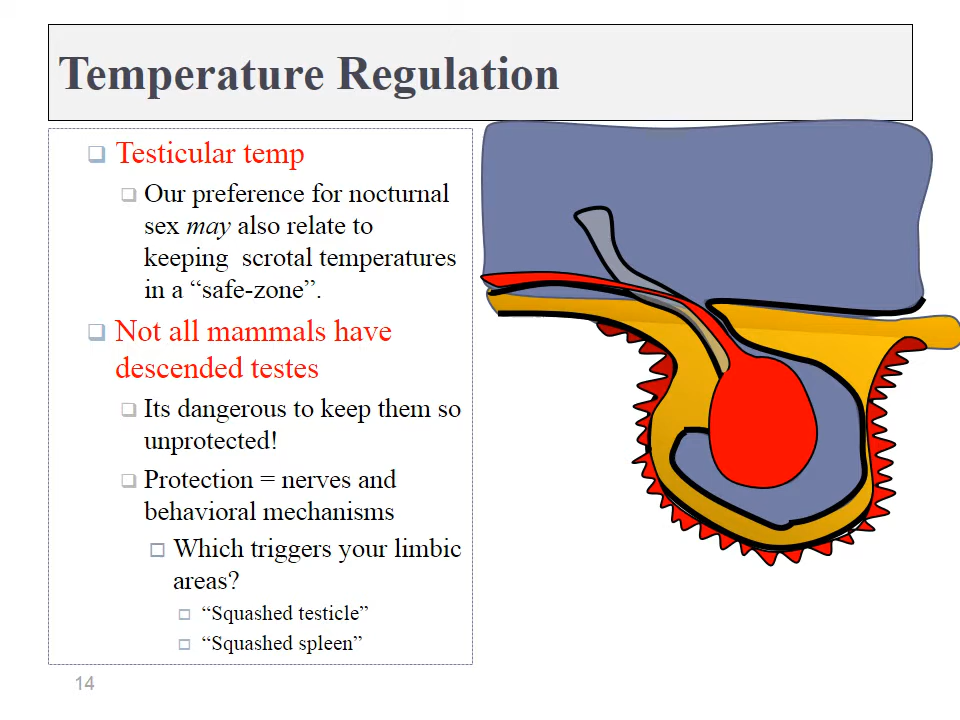 Temperature Regulation
Testicular temp
Our preference for nocturnal
sex may also relate to
keeping  scrotal temperatures
in a “safe-zone”.
Not all mammals have
descended testes
Its dangerous to keep them so
unprotected!
Protection = nerves and
behavioral mechanisms
Which triggers your limbic
areas?
“Squashed testicle”
“Squashed spleen”
14